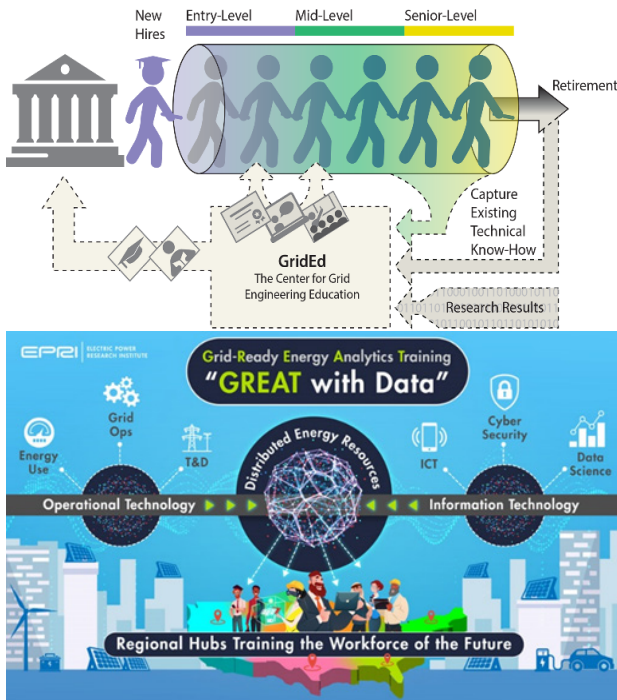 New
Hires
Entry-Level
Mid-Level
Senior-Level
Retirement
Capture
Existing
Technical
Know-How
GridEd
The Center for Grid
Engineering Education
Research Results
EPRI | ELECTRIC POWER
RESEARCH INSTITUTE
Grid-Ready Energy Analytics Training
“GREAT with Data”
Grid
Ops
Energy
Use
T&D
Distributed Energy Resources
Cyber
Security
ICT
Data
Science
Operational Technology
Information Technology
Regional Hubs Training the Workforce of the Future